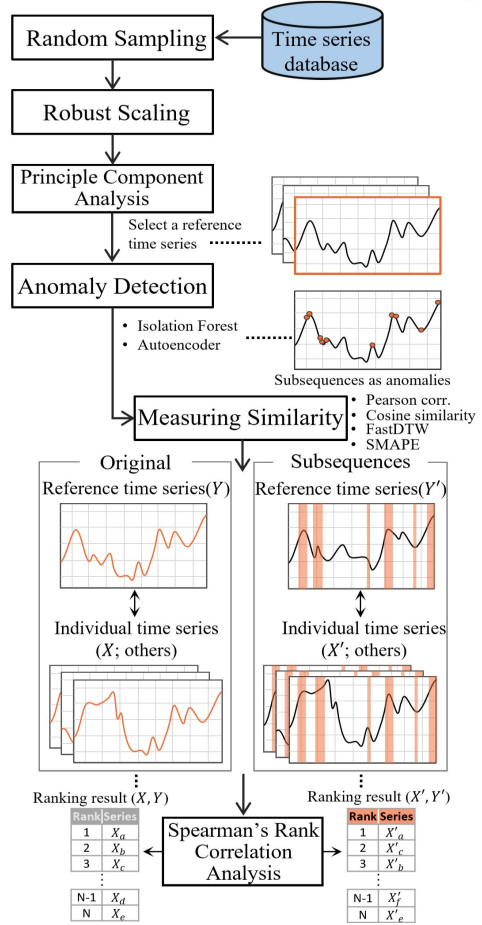 Random Sampling
Time series
database
Robust Scaling
Principle Component
Analysis
Select a reference
time series
Anomaly Detection
• Isolation Forest
• Autoencoder
Subsequences as anomalies
Measuring Similarity
• Pearson corr.
• Cosine similarity
• FastDTW
• SMAPE
Original
Reference time series(Y)
Individual time series
(X; others)
Subsequences
Reference time series(Y′)
Individual time series
(X′; others)
Ranking result (X, Y)
Rank Series
1 Xa
2 Xb
3 Xc
N-1 Xd
N Xe
Spearman's Rank
Correlation
Analysis
Ranking result (X′, Y′)
Rank Series
1 X′a
2 X′c
3 X′b
N-1 X′f
N X′e